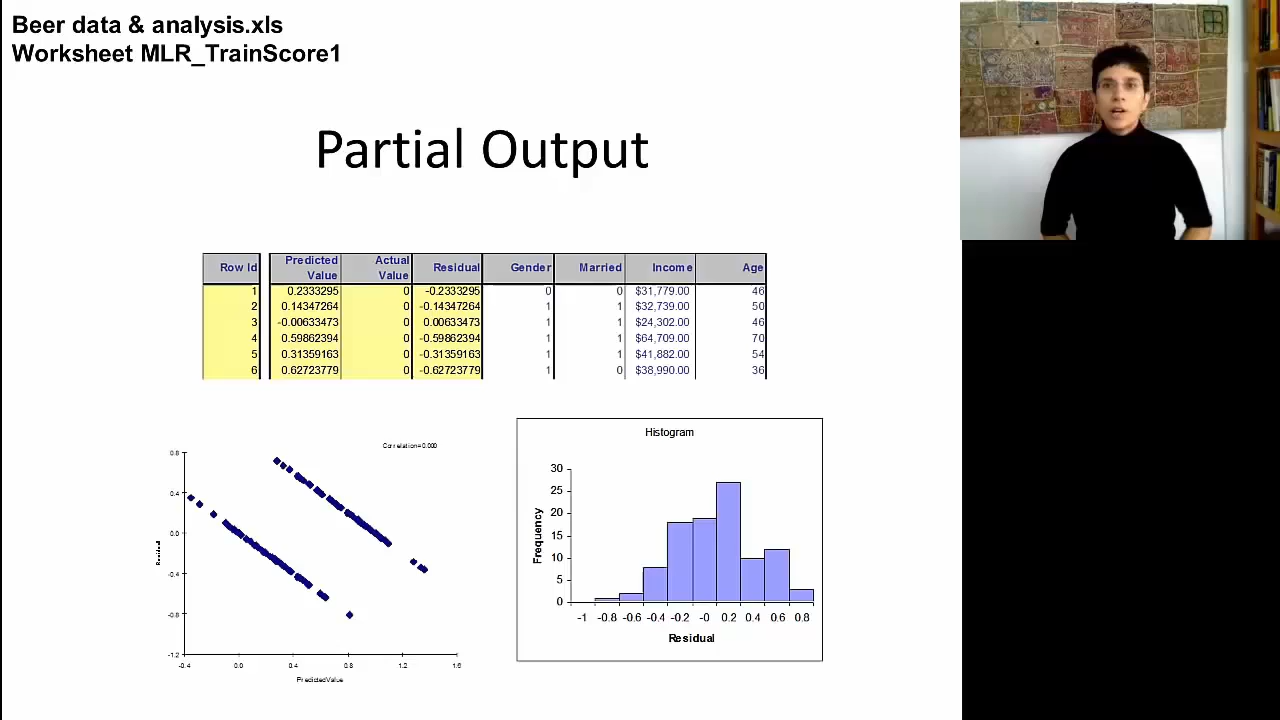 Beer data & analysis.xls
Worksheet MLR_TrainScore1
Partial Output
Row Id Predicted Value Actual Value Residual Gender Married Income Age
1 0.2333295 0 -0.2333295 0 0 $31,779.00 46
2 0.14347264 0 -0.14347264 1 1 $32,739.00 50
3 -0.00633473 0 0.00633473 1 1 $24,302.00 46
4 0.59862394 0 -0.59862394 1 1 $64,709.00 70
5 0.31359163 0 -0.31359163 1 1 $41,882.00 54
6 0.62723779 0 -0.62723779 1 0 $38,990.00 36
Correlation=0.000
0.8
0.4
0.0
-0.4
-0.8
-1.2
-0.4 0.0 0.4 0.8 1.2 1.6
Residual
PredictedValue
Histogram
30
25
20
15
10
5
0
Frequency
-1 -0.8 -0.6 -0.4 -0.2 -0 0.2 0.4 0.6 0.8
Residual